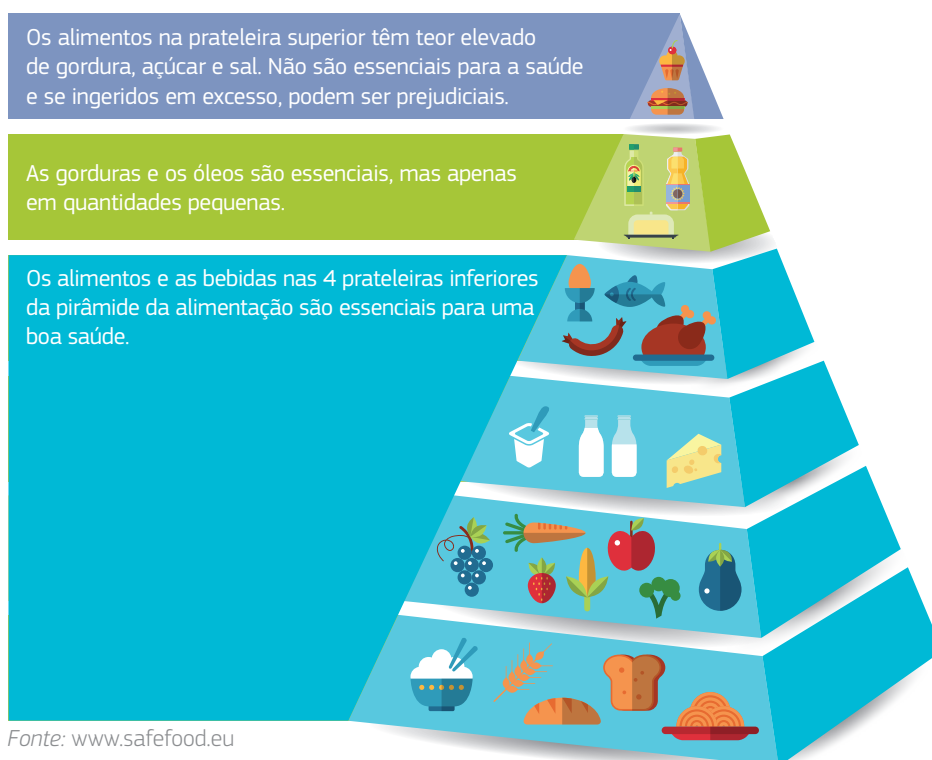 Os alimentos na prateleira superior têm teor elevado
de gordura, açúcar e sal. Não são essenciais para a saúde
e se ingeridos em excesso, podem ser prejudiciais.
As gorduras e os óleos são essenciais, mas apenas
em quantidades pequenas.
Os alimentos e as bebidas nas 4 prateleiras inferiores
da pirâmide da alimentação são essenciais para uma
boa saúde.
Fonte: www.safefood.eu